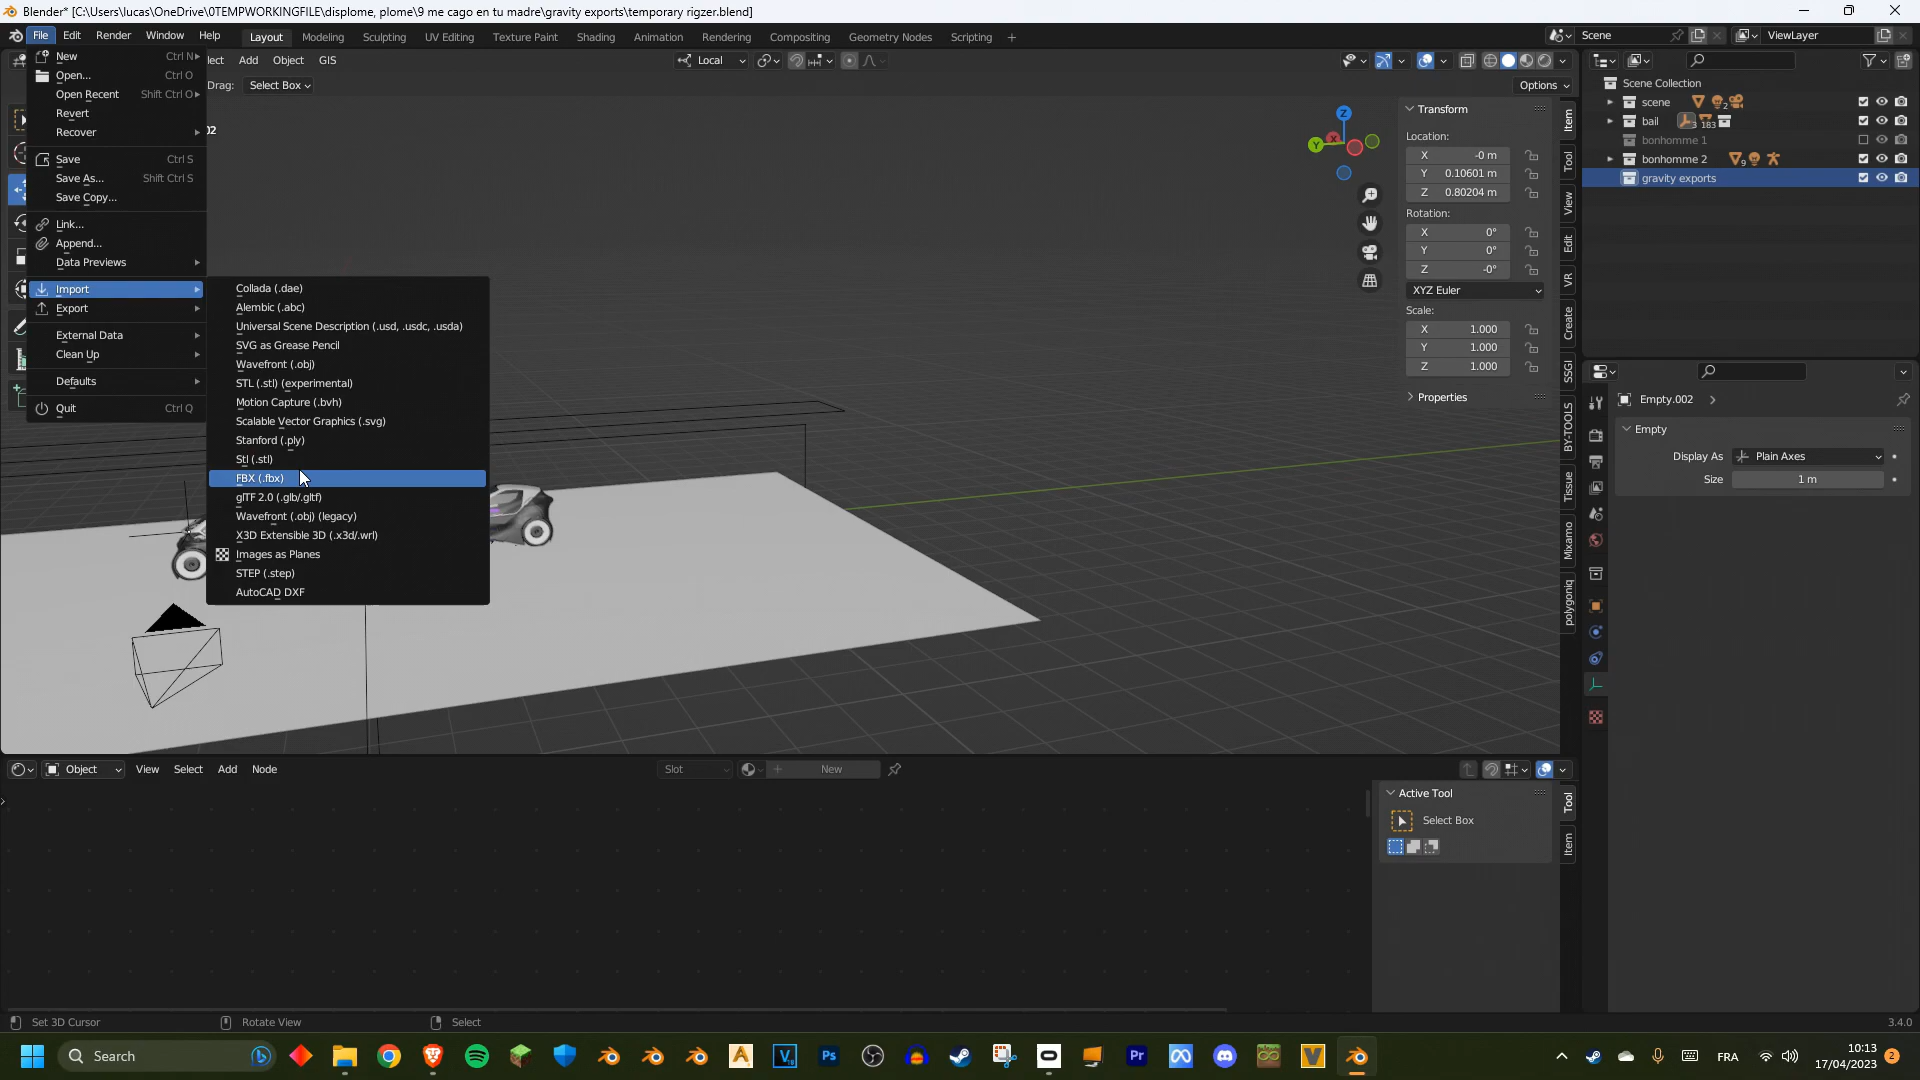 Blender* [C:\Users\lucas\OneDrive\0TEMPWORKINGFILE\displome, plome\9 me cago en tu madre\gravity exports\temporary rigzer.blend]
File Edit Render Window Help Layout Modeling Sculpting UV Editing Texture Paint Shading Animation Rendering Compositing Geometry Nodes Scripting + Scene ViewLayer
New Ctrl N
Open... Ctrl O
Open Recent Shift Ctrl O
Revert
Recover
Save Ctrl S
Save As... Shift Ctrl S
Save Copy...
Link...
Append...
Data Previews
Import
Export
External Data
Clean Up
Defaults
Quit Ctrl Q
lect Add Object GIS Local
Drag: Select Box Options
02
Collada (.dae)
Alembic (.abc)
Universal Scene Description (.usd, .usdc, .usda)
SVG as Grease Pencil
Wavefront (.obj)
STL (.stl) (experimental)
Motion Capture (.bvh)
Scalable Vector Graphics (.svg)
Stanford (.ply)
Stl (.stl)
FBX (.fbx)
glTF 2.0 (.glb/.gltf)
Wavefront (.obj) (legacy)
X3D Extensible 3D (.x3d/.wrl)
Images as Planes
STEP (.step)
AutoCAD DXF
Z
Y
X
Transform
Location:
X -0 m
Y 0.10601 m
Z 0.80204 m
Rotation:
X 0°
Y 0°
Z -0°
XYZ Euler
Scale:
X 1.000
Y 1.000
Z 1.000
Properties
Item
Tool
View
Edit
VR
Create
SSGI
BY-TOOLS
Tissue
Mixamo
polygoniq
Scene Collection
scene 2
bail 3 183
bonhomme 1
bonhomme 2 9
gravity exports
Empty.002
Empty
Display As Plain Axes
Size 1 m
Object View Select Add Node Slot New
Active Tool
Select Box
Tool
Item
Set 3D Cursor Rotate View Select 3.4.0
Search FRA 10:13
17/04/2023 2